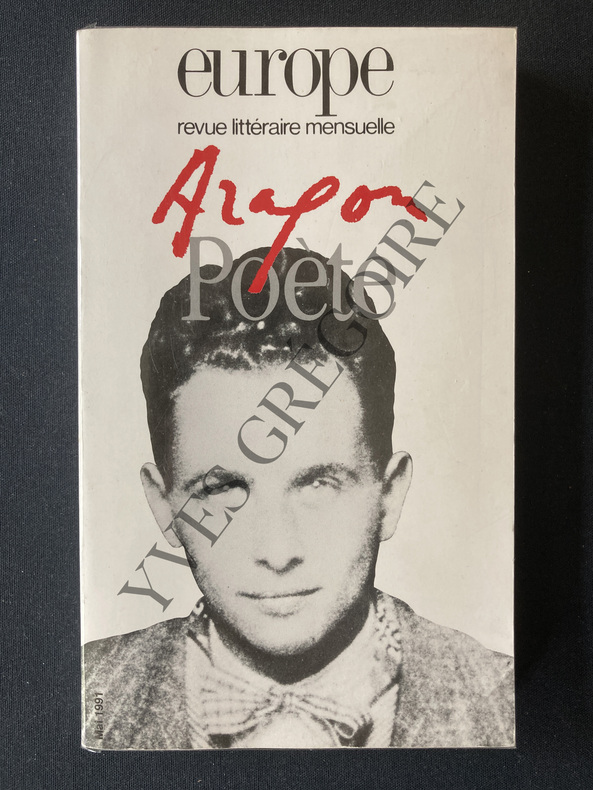 europe
revue littéraire mensuelle
Aragon
Poète
YVES GRÉGOIRE
Mai 1991